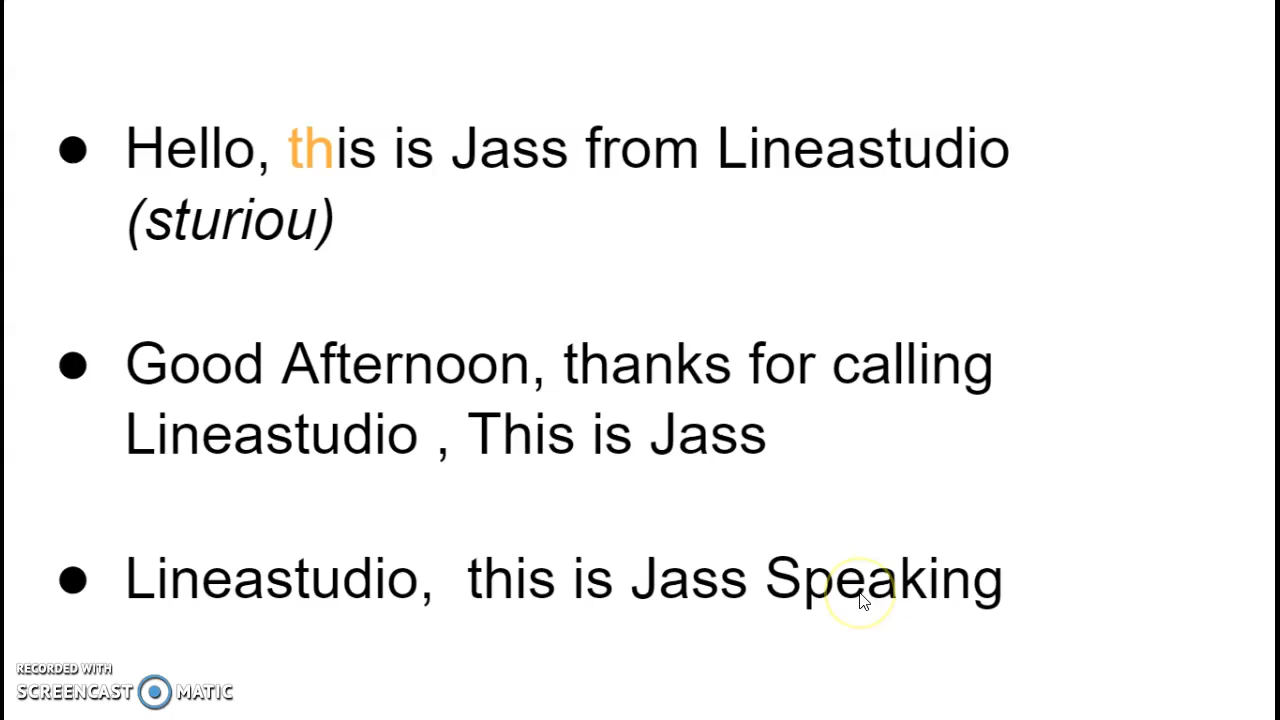 ● Hello, this is Jass from Lineastudio
(sturiou)
● Good Afternoon, thanks for calling
Lineastudio , This is Jass
● Lineastudio,  this is Jass Speaking
RECORDED WITH
SCREENCAST MATIC